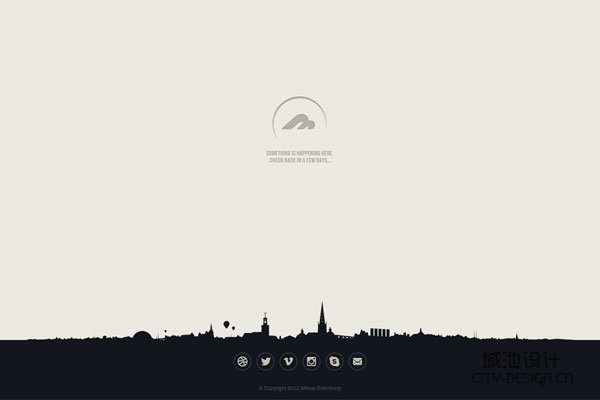 SOMETHING IS HAPPENING HERE,
CHECK BACK IN A FEW DAYS...
城池设计
CITY-DESIGN.CN
© Copyright 2012 Mikael Eidenberg